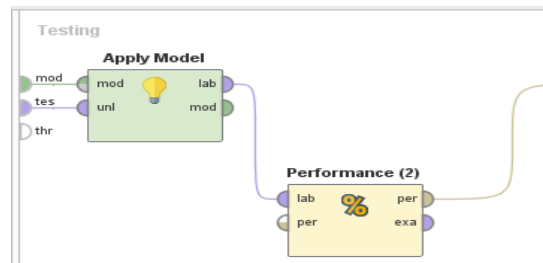 Testing
Apply Model
mod mod lab
tes unl mod
thr
Performance (2)
lab % per
per exa